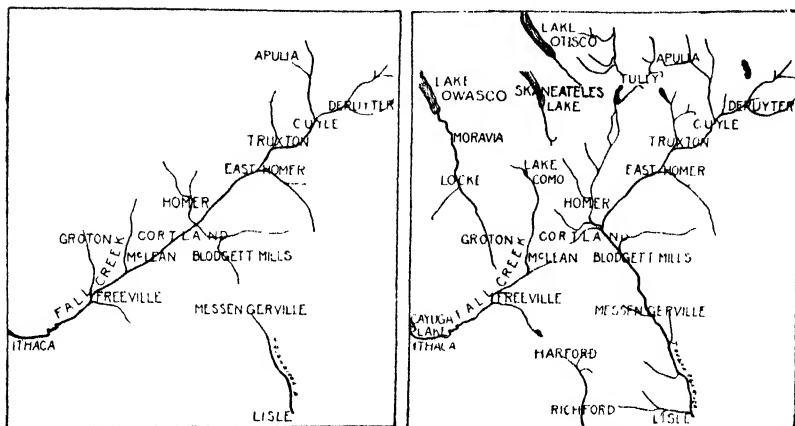 APULIA
DERUYTER
CUYLE
TRUXTON
EAST HOMER
HOMER
CORTLAND
GROTON
MCLEAN
BLODGETT MILLS
FALL CREEK
FREEVILLE
MESSENGERVILLE
ITHACA
LISLE
LAKE
OTISCO
APULIA
TULLY
LAKE
OWASCO
SKANEATELES
LAKE
DERUYTER
CUYLE
MORAVIA
TRUXTON
LAKE
COMO
EAST HOMER
LOCKE
HOMER
GROTON
CORTLAND
MCLEAN
BLODGETT MILLS
FALL CREEK
FREEVILLE
MESSENGERVILLE
CAYUGA
LAKE
ITHACA
HARFORD
RICHFORD
LISLE